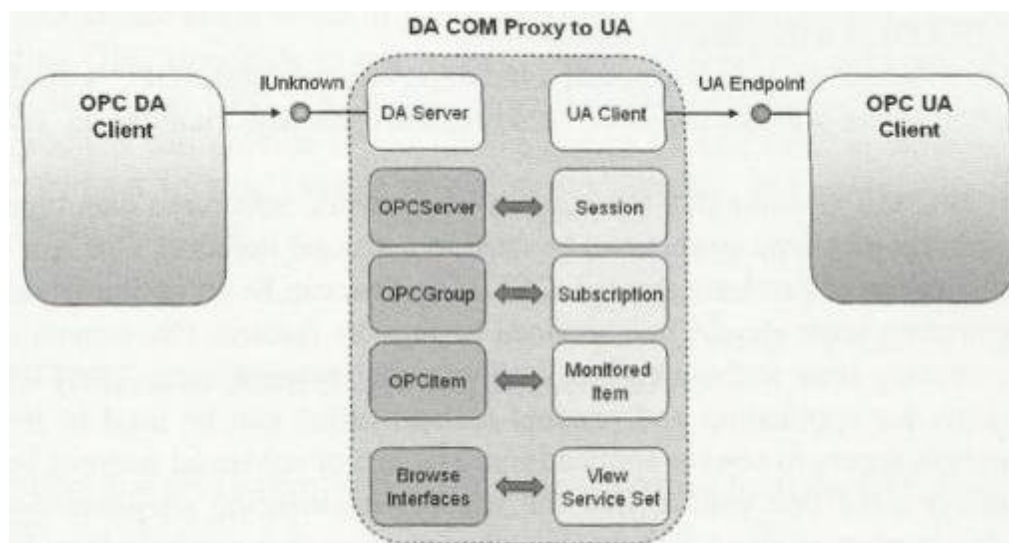 DA COM Proxy to UA
OPC DA
Client
IUnknown
DA Server
UA Client
UA Endpoint
OPC UA
Client
OPCServer
Session
OPCGroup
Subscription
OPCItem
Monitored
Item
Browse
Interfaces
View
Service Set